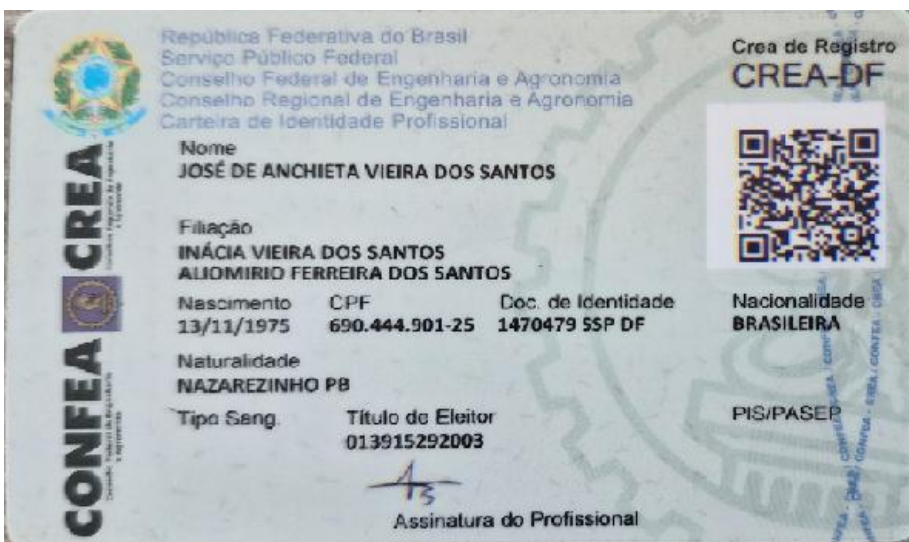 República Federativa do Brasil
Serviço Público Federal
Conselho Federal de Engenharia e Agronomia
Conselho Regional de Engenharia e Agronomia
Carteira de Identidade Profissional
Crea de Registro
CREA-DF
Nome
JOSÉ DE ANCHIETA VIEIRA DOS SANTOS
Filiação
INÁCIA VIEIRA DOS SANTOS
ALIOMIRIO FERREIRA DOS SANTOS
Nascimento CPF Doc. de Identidade Nacionalidade
13/11/1975 690.444.901-25 1470479 SSP DF BRASILEIRA
Naturalidade
NAZAREZINHO PB
Tipo Sang. Título de Eleitor PIS/PASEP
013915292003
Assinatura do Profissional
CONFEA CREA